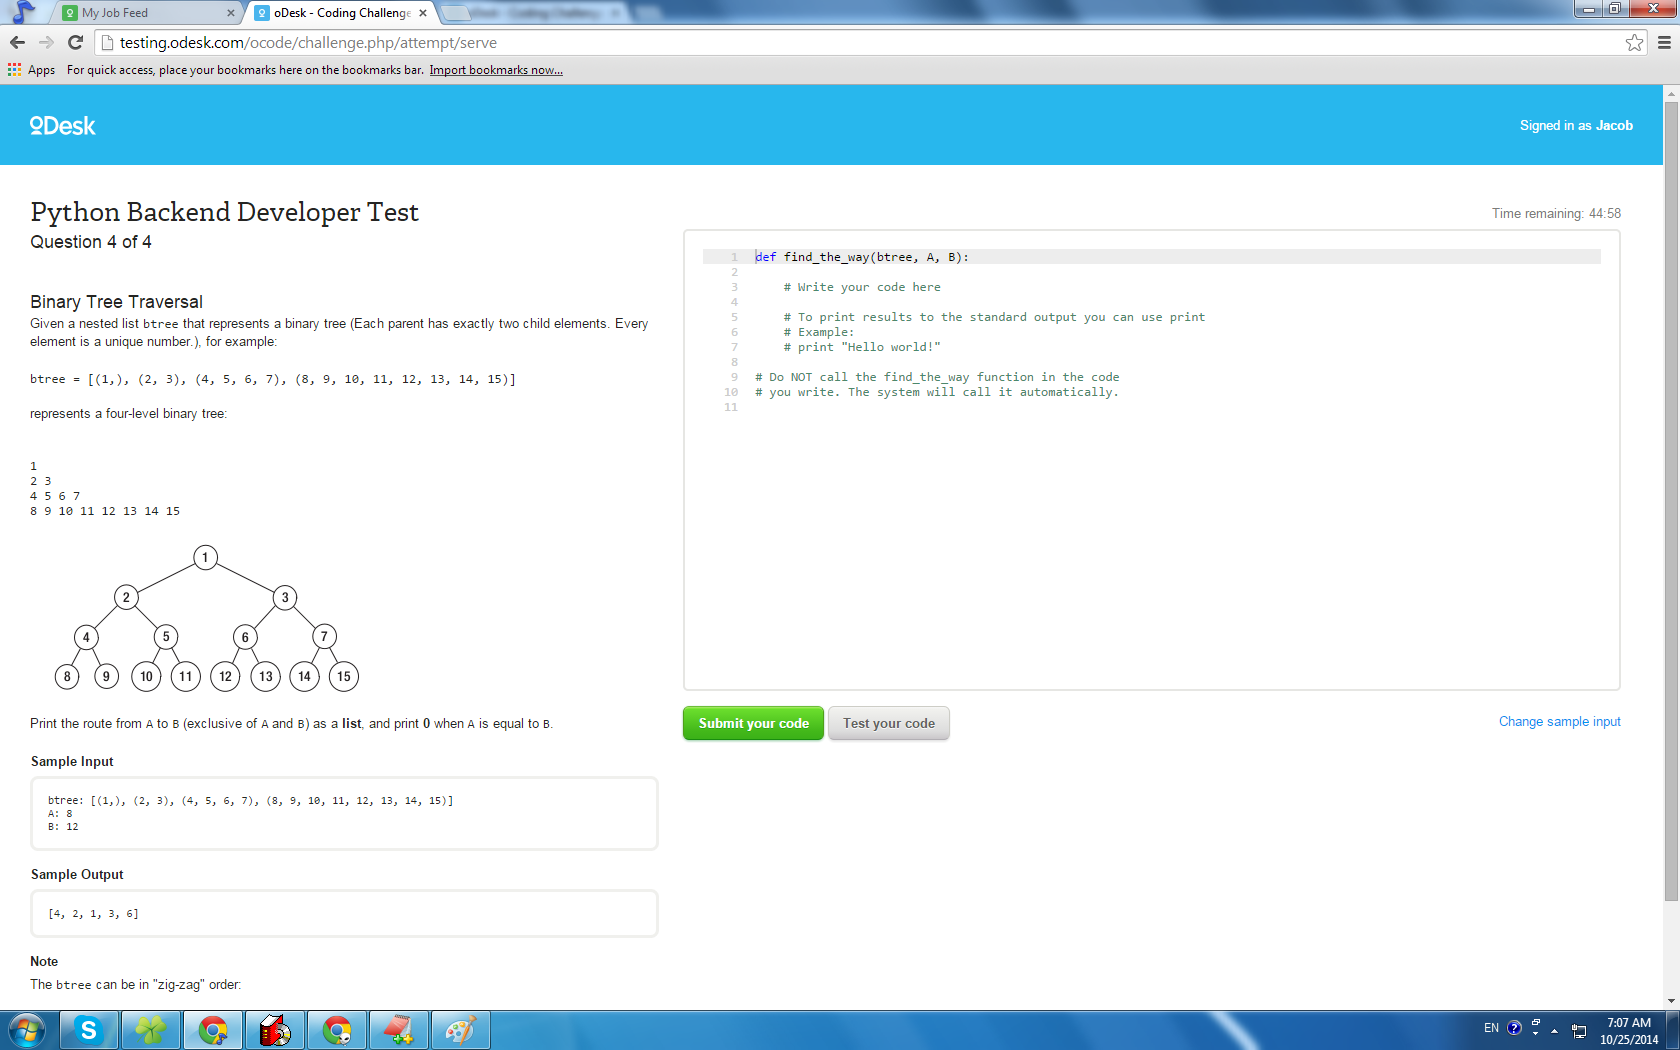 My Job Feed
oDesk - Coding Challenge
testing.odesk.com/ocode/challenge.php/attempt/serve
Apps For quick access, place your bookmarks here on the bookmarks bar. Import bookmarks now...
oDesk
Signed in as Jacob
Python Backend Developer Test
Question 4 of 4
Time remaining: 44:58
Binary Tree Traversal
Given a nested list btree that represents a binary tree (Each parent has exactly two child elements. Every
element is a unique number.), for example:
btree = [(1,), (2, 3), (4, 5, 6, 7), (8, 9, 10, 11, 12, 13, 14, 15)]
represents a four-level binary tree:
1
2 3
4 5 6 7
8 9 10 11 12 13 14 15
1
2 3
4 5 6 7
8 9 10 11 12 13 14 15
Print the route from A to B (exclusive of A and B) as a list, and print 0 when A is equal to B.
Sample Input
btree: [(1,), (2, 3), (4, 5, 6, 7), (8, 9, 10, 11, 12, 13, 14, 15)]
A: 8
B: 12
Sample Output
[4, 2, 1, 3, 6]
Note
The btree can be in "zig-zag" order:
1 def find_the_way(btree, A, B):
2
3 # Write your code here
4
5 # To print results to the standard output you can use print
6 # Example:
7 # print "Hello world!"
8
9 # Do NOT call the find_the_way function in the code
10 # you write. The system will call it automatically.
11
Submit your code
Test your code
Change sample input
EN
7:07 AM
10/25/2014